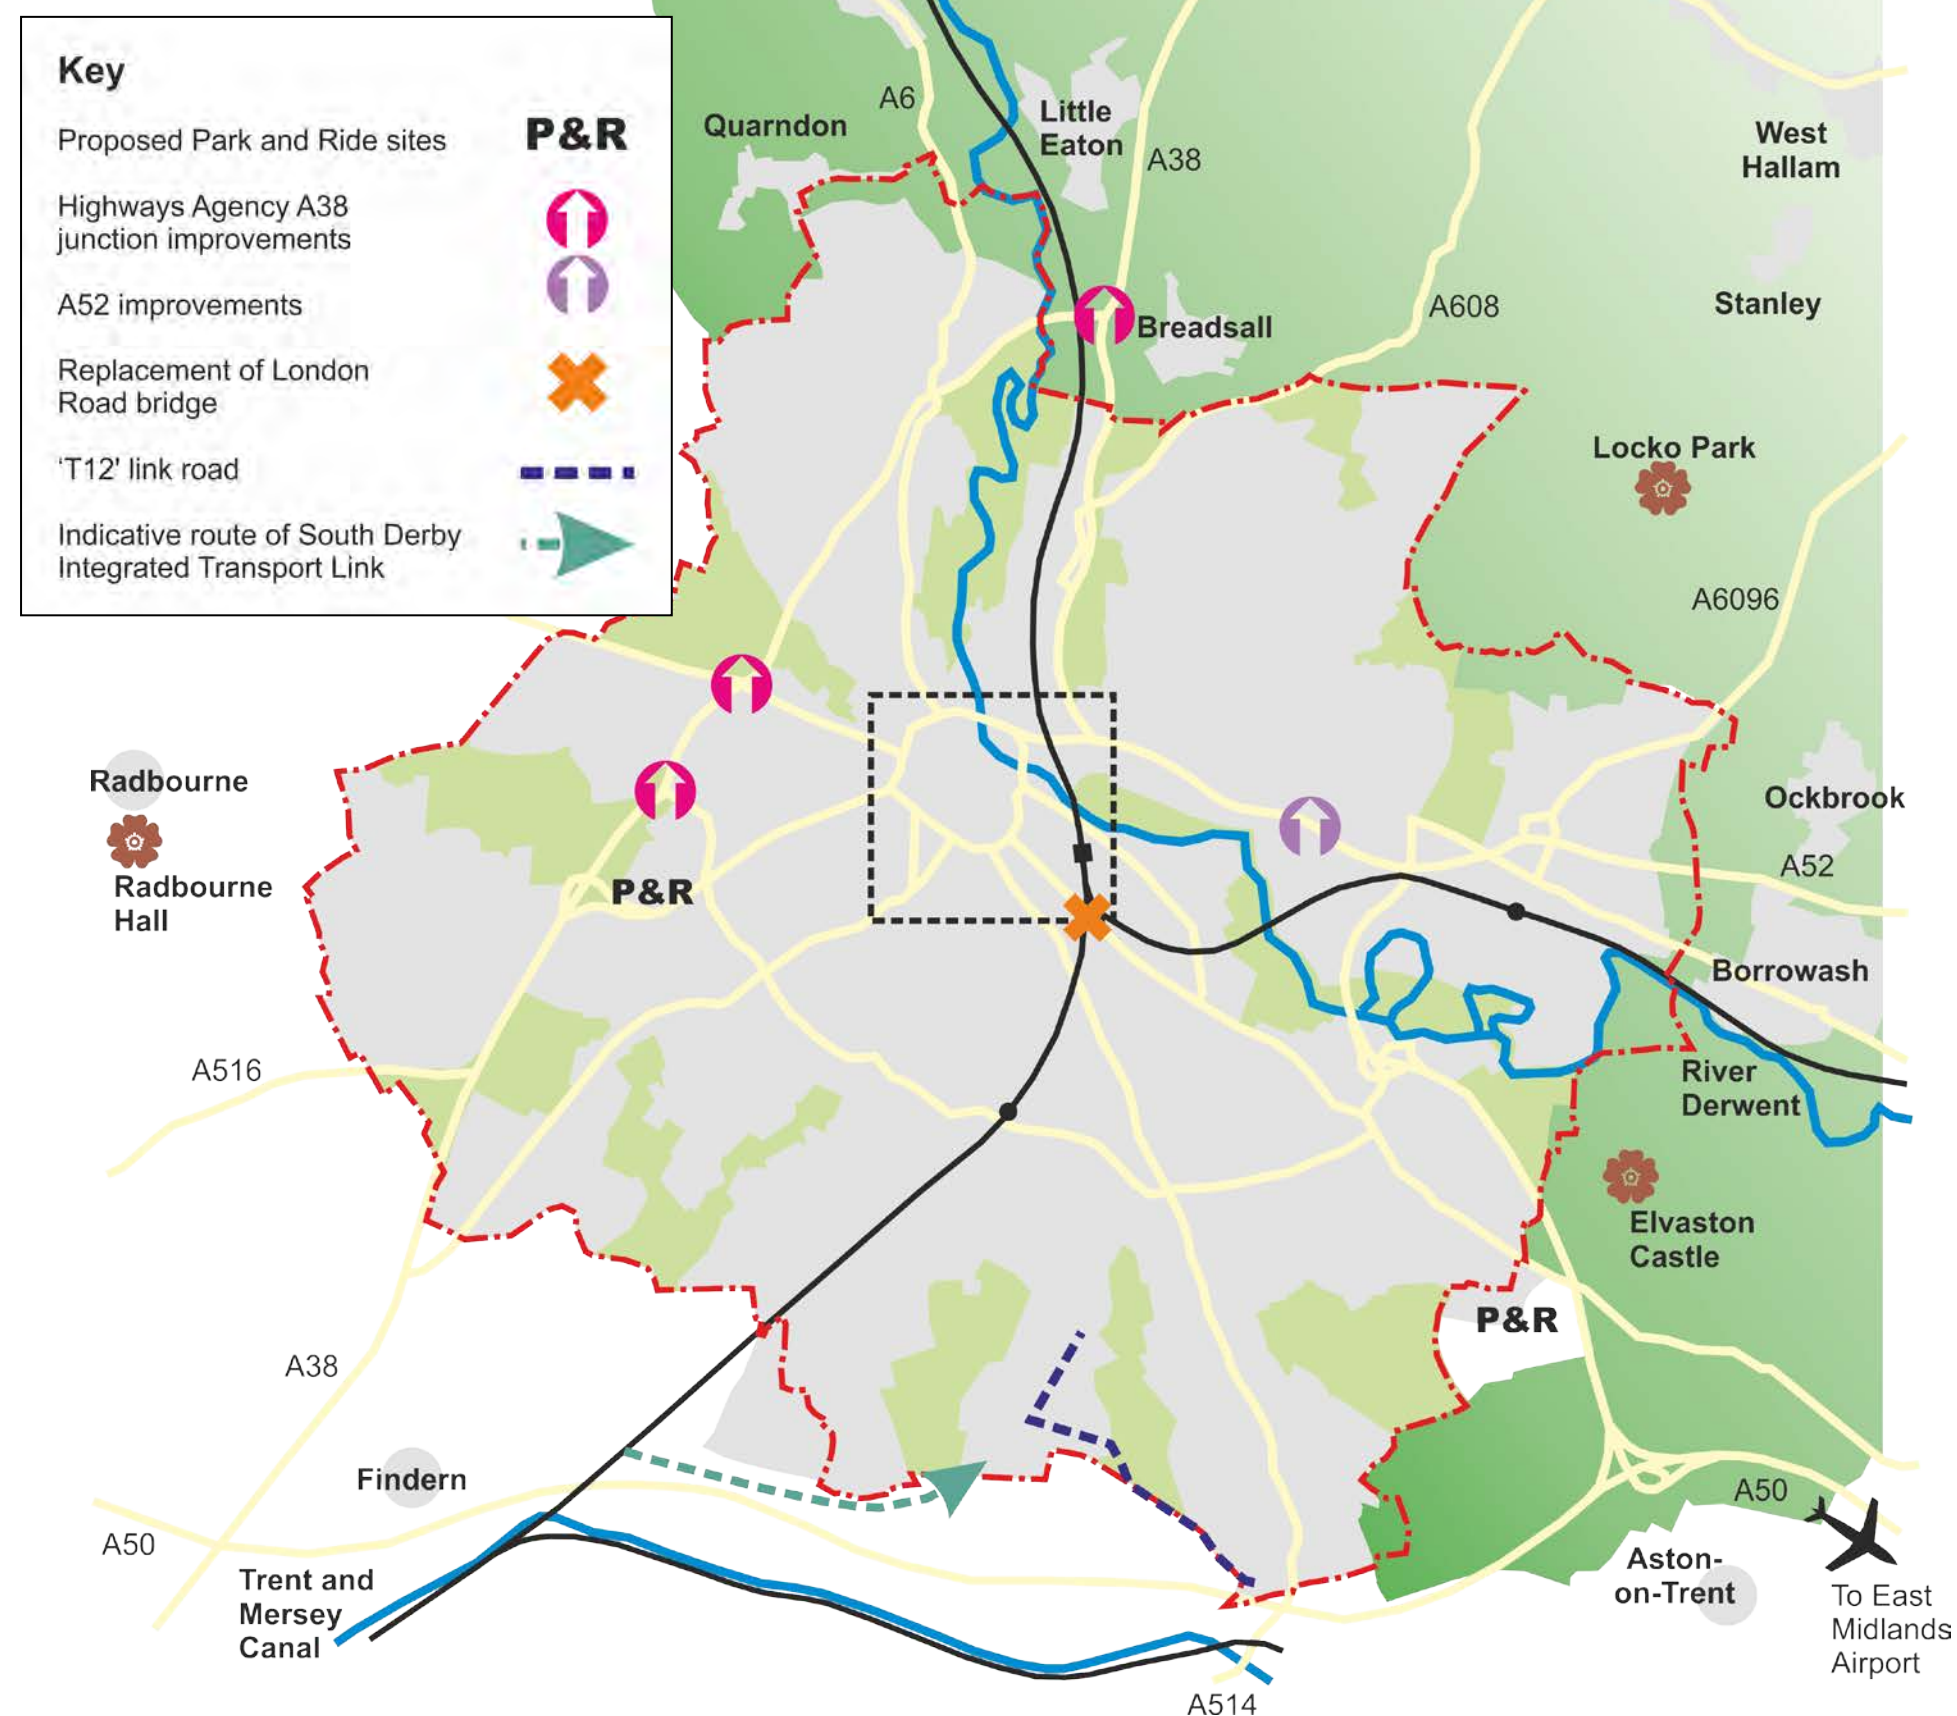 Key
Proposed Park and Ride sites
P&R
Highways Agency A38
junction improvements
A52 improvements
Replacement of London
Road bridge
‘T12' link road
Indicative route of South Derby
Integrated Transport Link
A6
Quarndon
Little
Eaton
A38
West
Hallam
Stanley
A608
Breadsall
Locko Park
A6096
Radbourne
Ockbrook
A52
Radbourne
Hall
P&R
Borrowash
A516
River
Derwent
Elvaston
Castle
P&R
A38
Findern
A50
A50
Trent and
Mersey
Canal
Aston-
on-Trent
To East
Midlands
Airport
A514